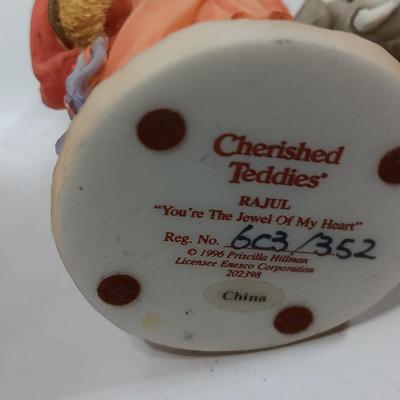 Cherished
Teddies®
RAJUL
"You're The Jewel Of My Heart"
Reg. No. 6C3/352
© 1996 Priscilla Hillman
Licensee Enesco Corporation
202398
China